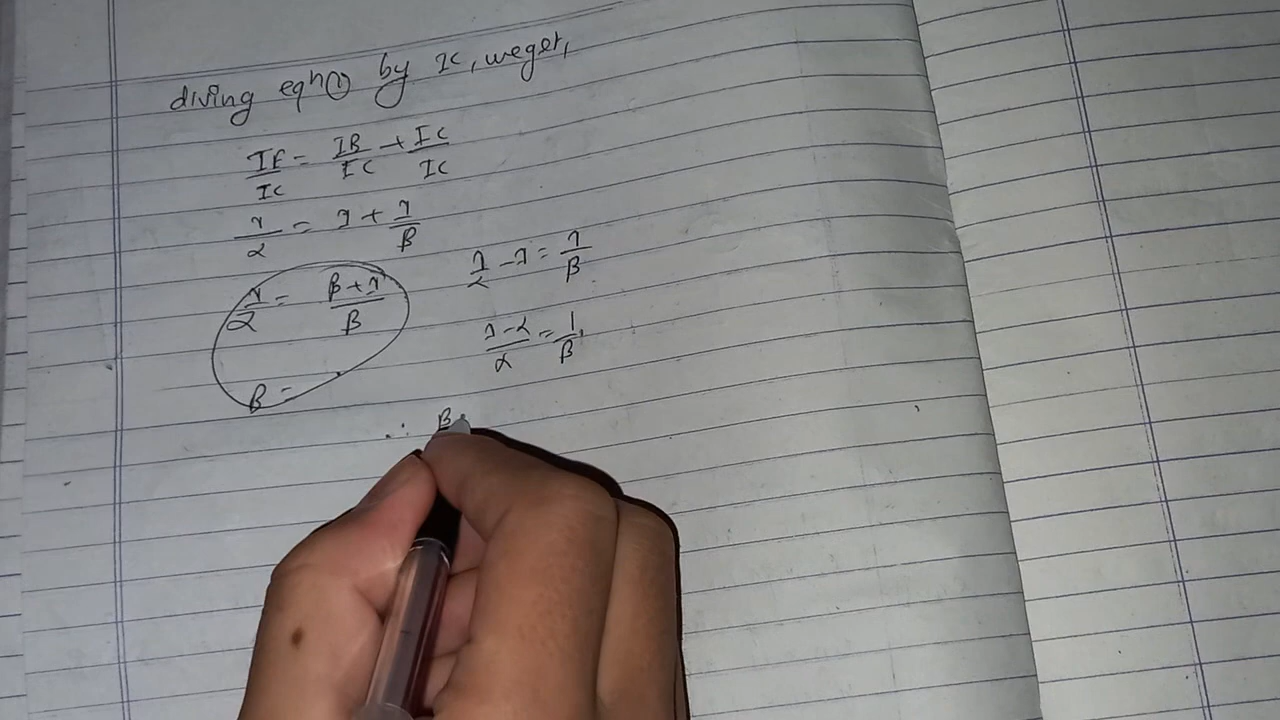 diving eqⁿ① by Ic, we get,
IE/IC = IB/IC + IC/IC
1/α = 1 + 1/β
1/α = β+1/β
β =
1/α - 1 = 1/β
1-α/α = 1/β
∴ β